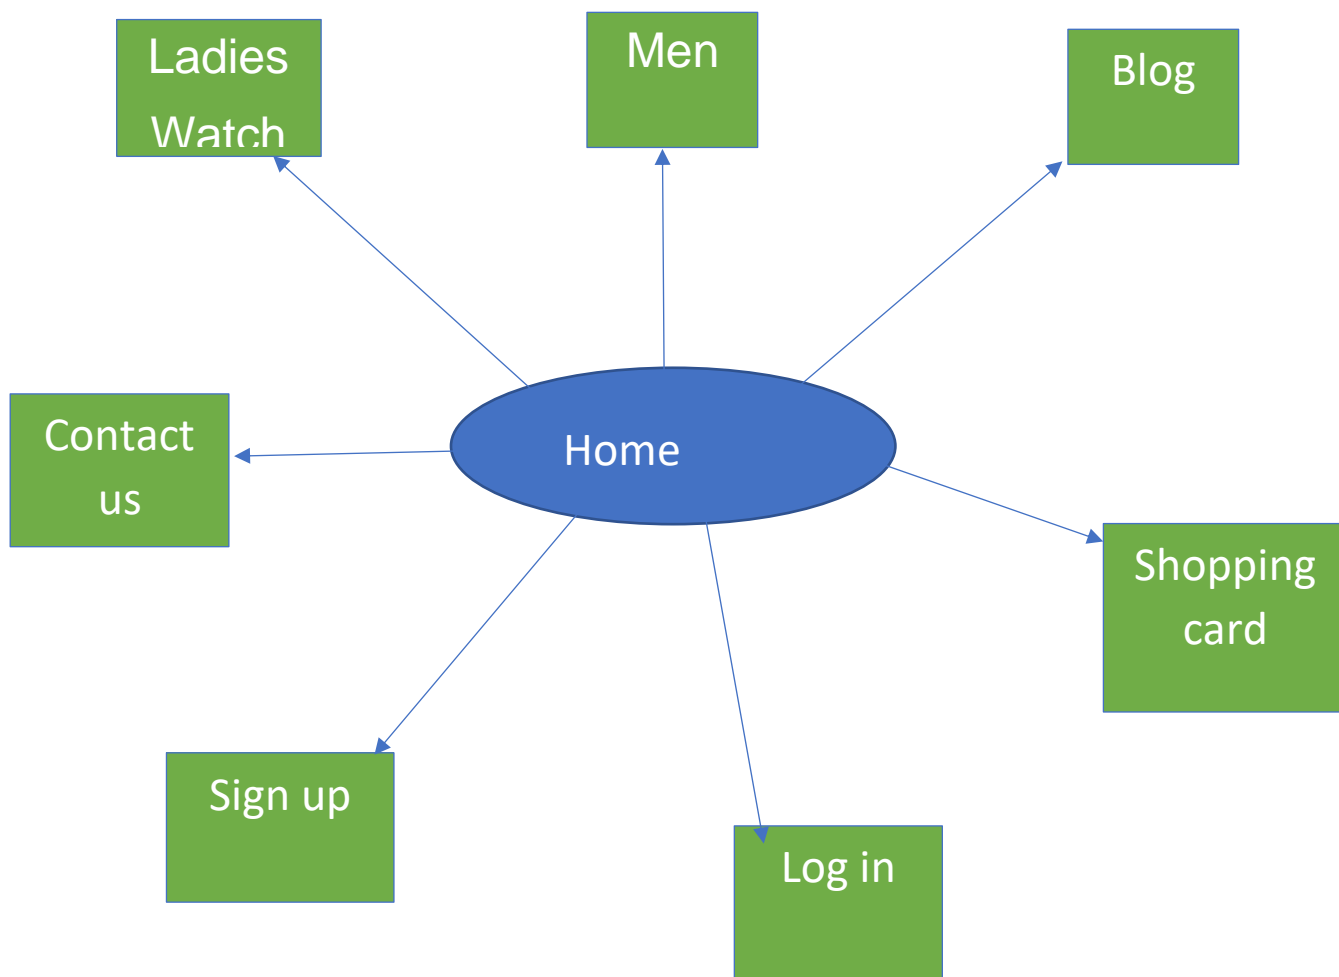 Ladies
Watch
Men
Blog
Contact
us
Home
Shopping
card
Sign up
Log in